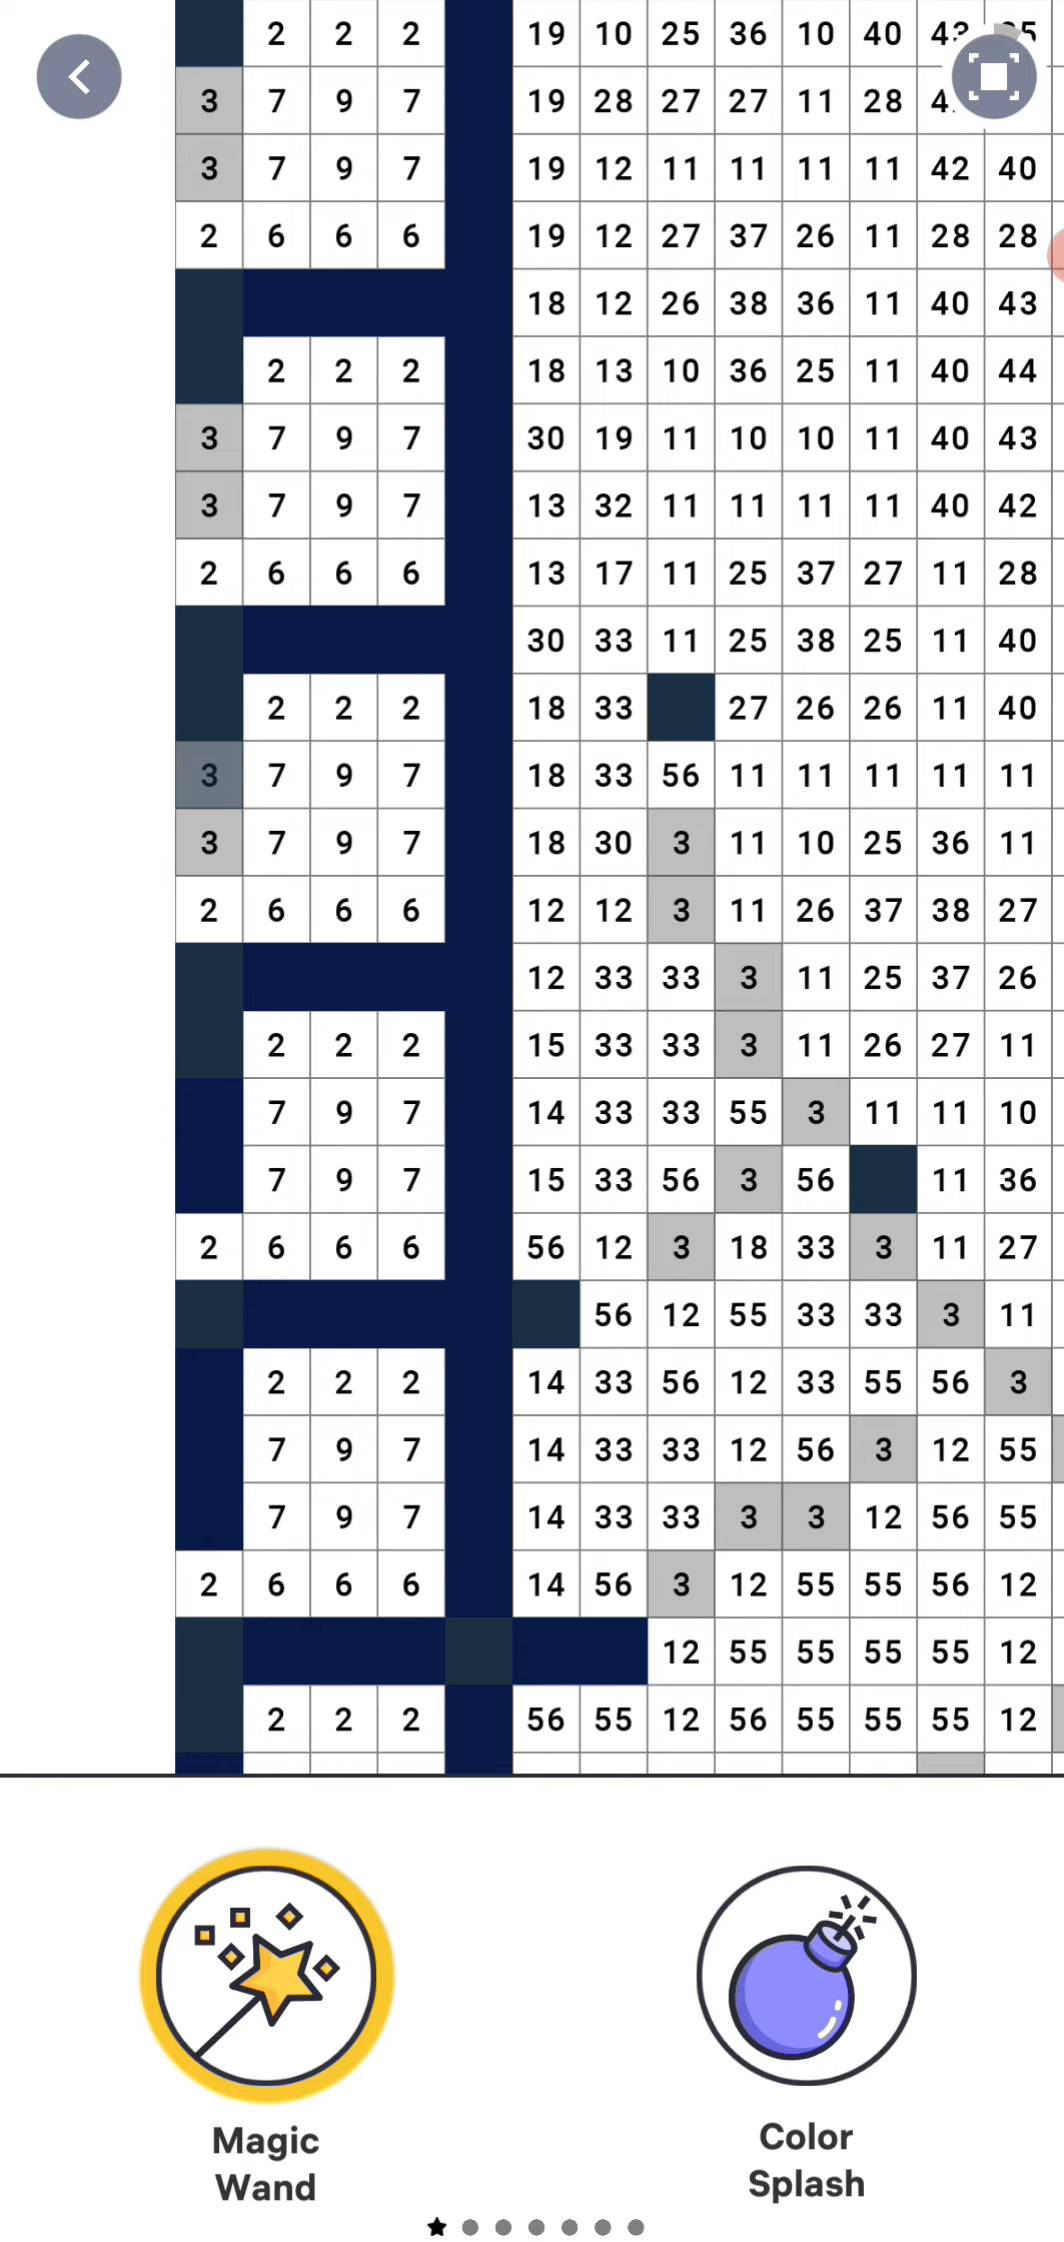 2 2 2 19 10 25 36 10 40
3 7 9 7 19 28 27 27 11 28
3 7 9 7 19 12 11 11 11 11 42 40
2 6 6 6 19 12 27 37 26 11 28 28
18 12 26 38 36 11 40 43
2 2 2 18 13 10 36 25 11 40 44
3 7 9 7 30 19 11 10 10 11 40 43
3 7 9 7 13 32 11 11 11 11 40 42
2 6 6 6 13 17 11 25 37 27 11 28
30 33 11 25 38 25 11 40
2 2 2 18 33 27 26 26 11 40
3 7 9 7 18 33 56 11 11 11 11 11
3 7 9 7 18 30 3 11 10 25 36 11
2 6 6 6 12 12 3 11 26 37 38 27
12 33 33 3 11 25 37 26
2 2 2 15 33 33 3 11 26 27 11
7 9 7 14 33 33 55 3 11 11 10
7 9 7 15 33 56 3 56 11 36
2 6 6 6 56 12 3 18 33 3 11 27
56 12 55 33 33 3 11
2 2 2 14 33 56 12 33 55 56 3
7 9 7 14 33 33 12 56 3 12 55
7 9 7 14 33 33 3 3 12 56 55
2 6 6 6 14 56 3 12 55 55 56 12
12 55 55 55 55 12
2 2 2 56 55 12 56 55 55 55 12
Magic
Wand
Color
Splash